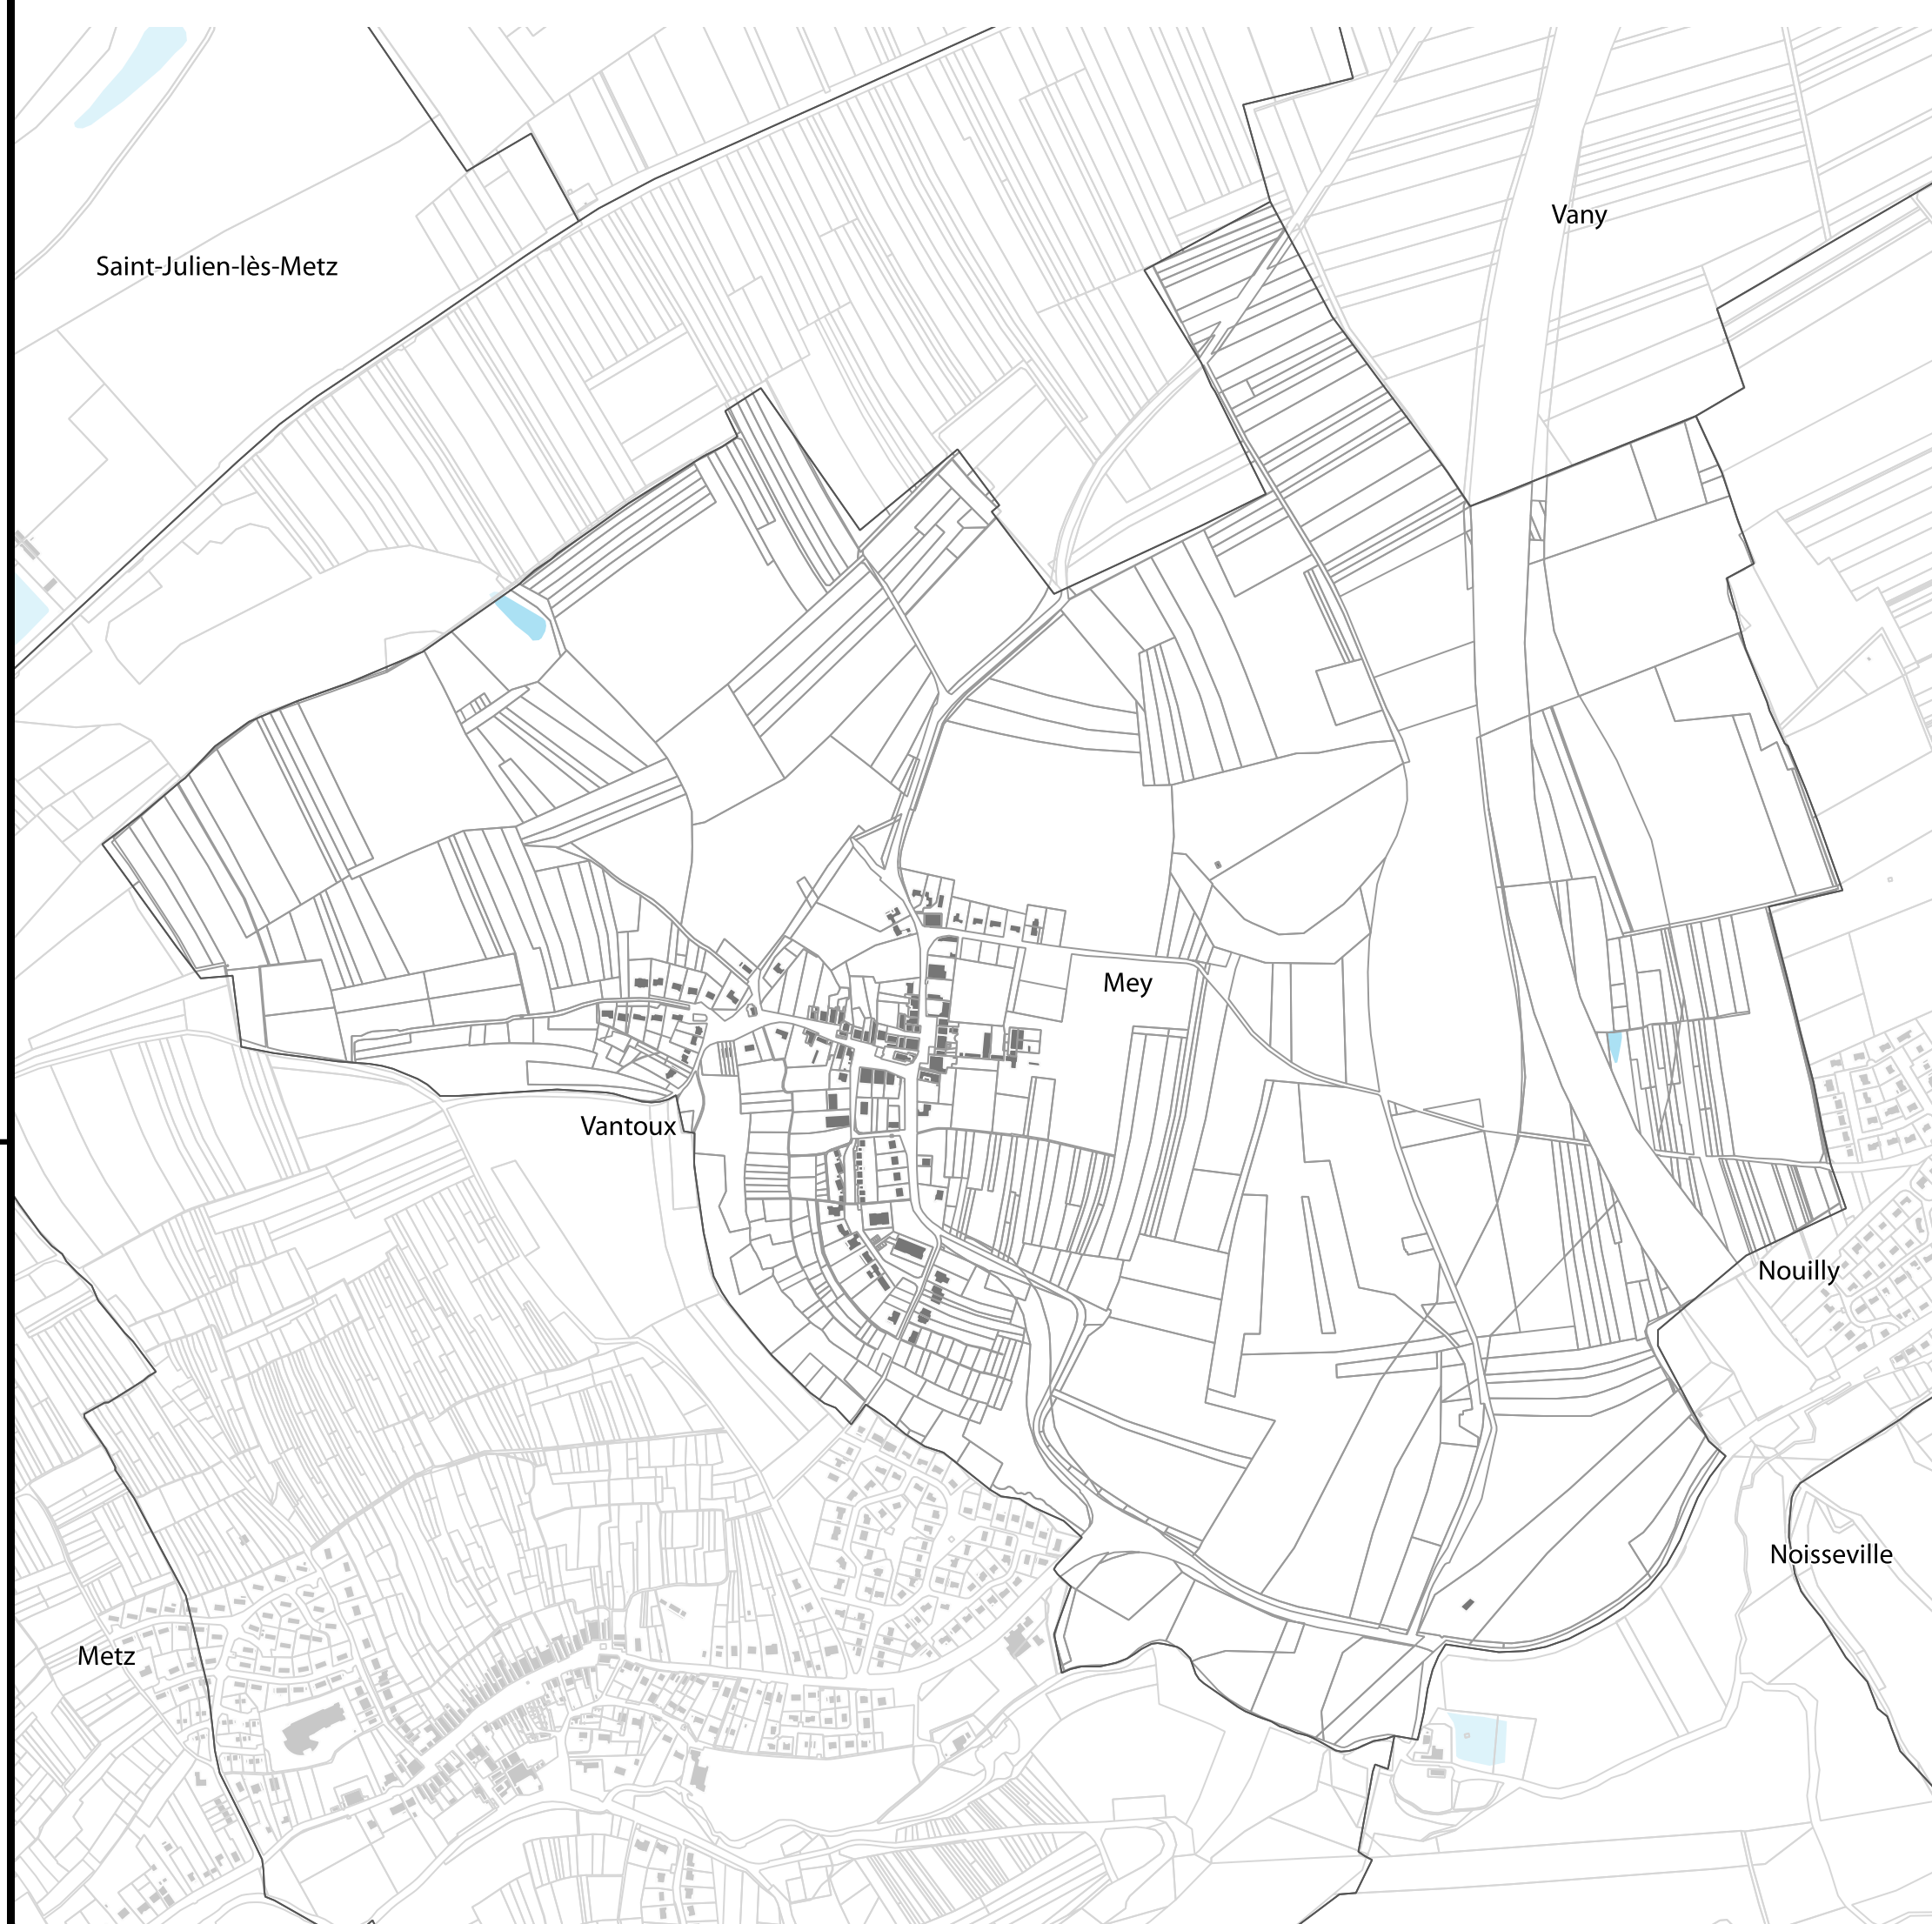 Vany
Saint-Julien-lès-Metz
Mey
Vantoux
Nouilly
Noisseville
Metz